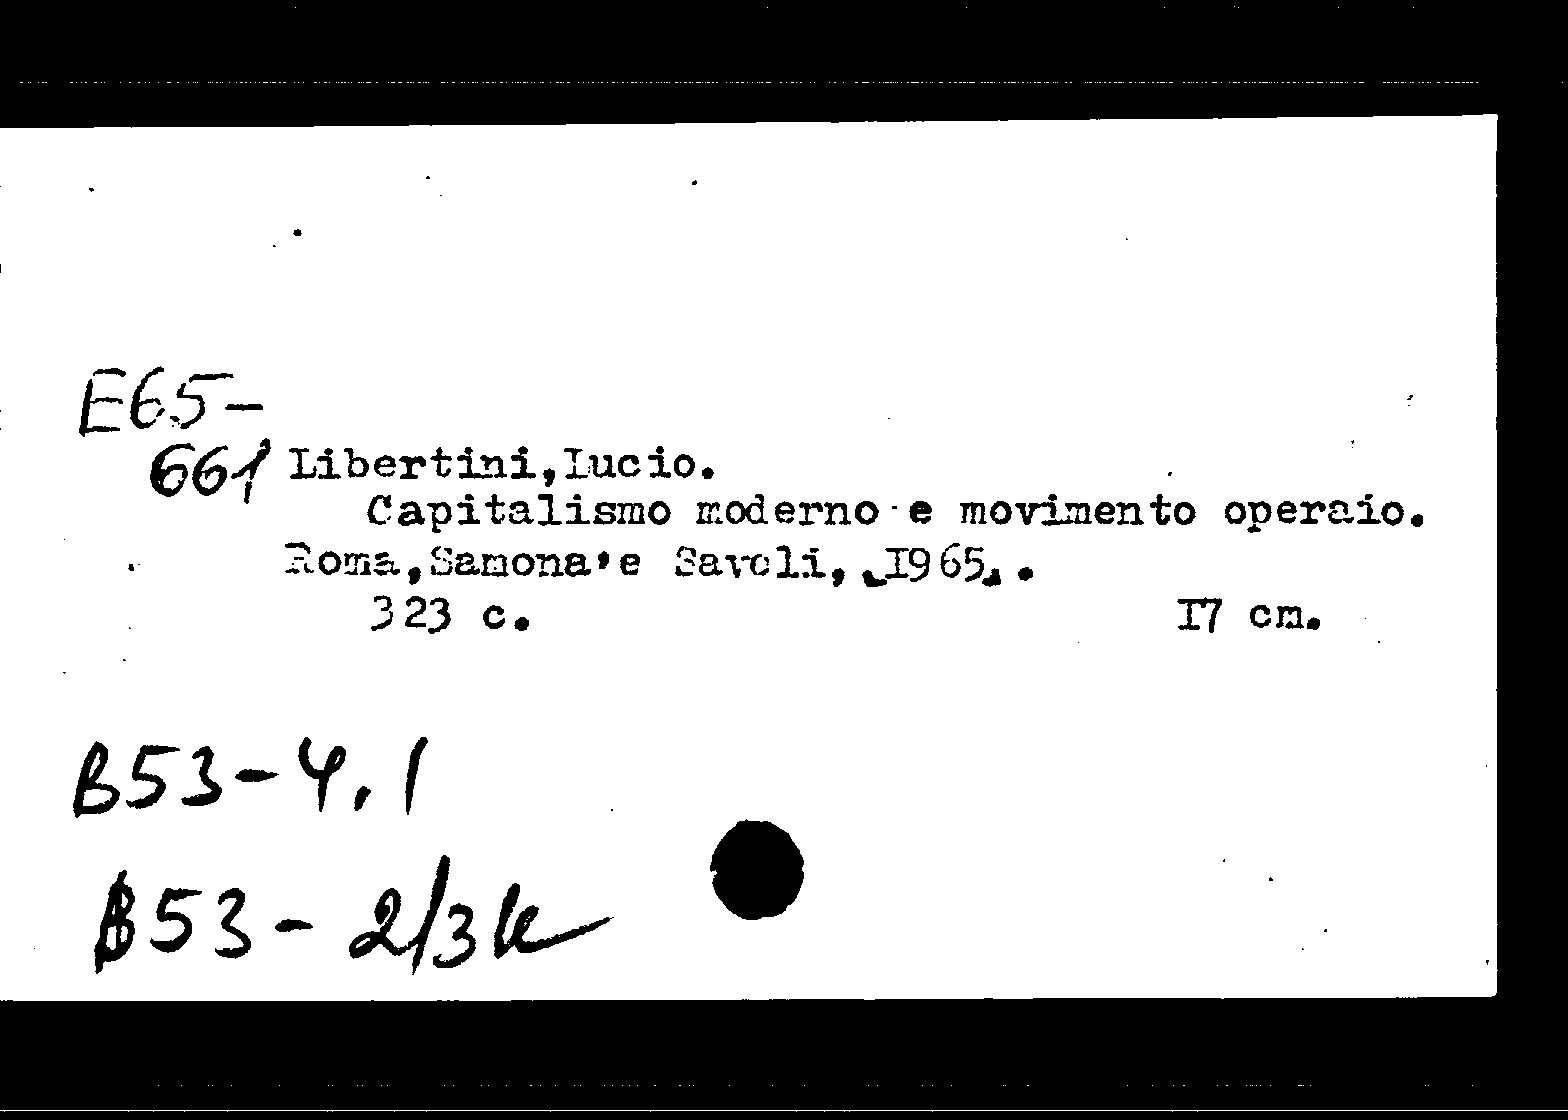 E65-
661 Libertini,Lucio.
Capitalismo moderno e movimento operaio.
Roma,Samona'e Savoli, 1965 .
323 c. 17 cm.
B53-4.1
B53-2/3k